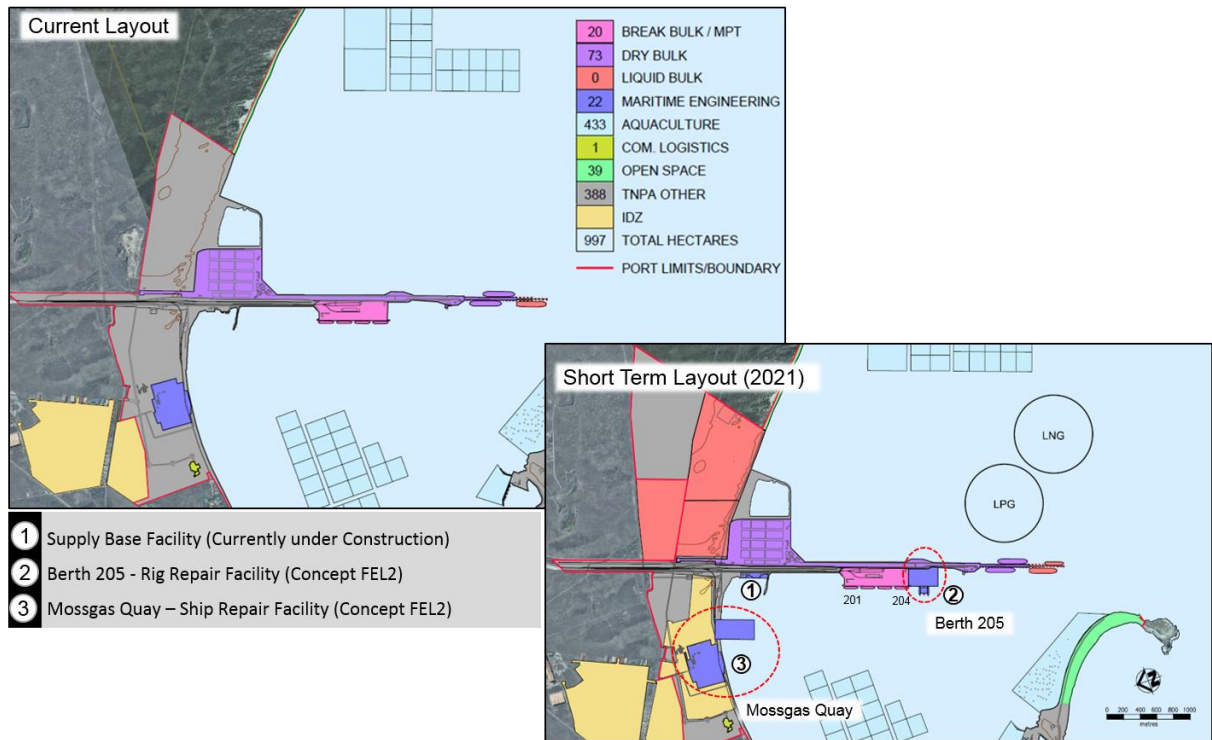 Current Layout
20 BREAK BULK / MPT
73 DRY BULK
0 LIQUID BULK
22 MARITIME ENGINEERING
433 AQUACULTURE
1 COM. LOGISTICS
39 OPEN SPACE
388 TNPA OTHER
IDZ
997 TOTAL HECTARES
PORT LIMITS/BOUNDARY
1 Supply Base Facility (Currently under Construction)
2 Berth 205 - Rig Repair Facility (Concept FEL2)
3 Mossgas Quay – Ship Repair Facility (Concept FEL2)
Short Term Layout (2021)
LNG
LPG
1
201
204
2
Berth 205
3
Mossgas Quay
N
0 200 400 600 800 1000
metres